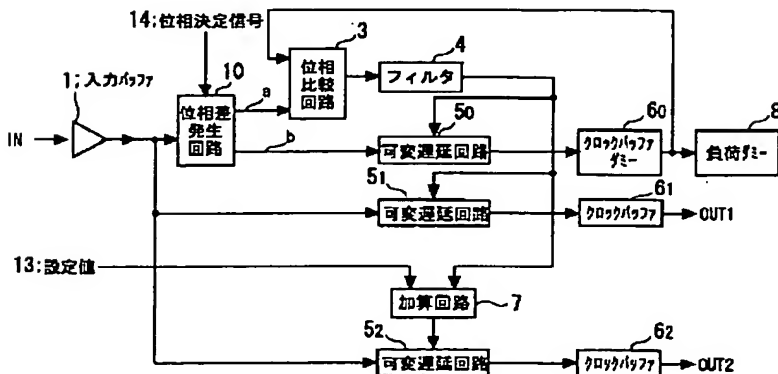 14;位相決定信号
3
4
1;入力バッファ
10
位相
比較
回路
フィルタ
a
位相差
発生
回路
50
60
8
IN
b
可変遅延回路
クロックバッファ
ダミー
負荷ダミー
51
61
可変遅延回路
クロックバッファ
OUT1
13;設定値
加算回路
7
52
62
可変遅延回路
クロックバッファ
OUT2